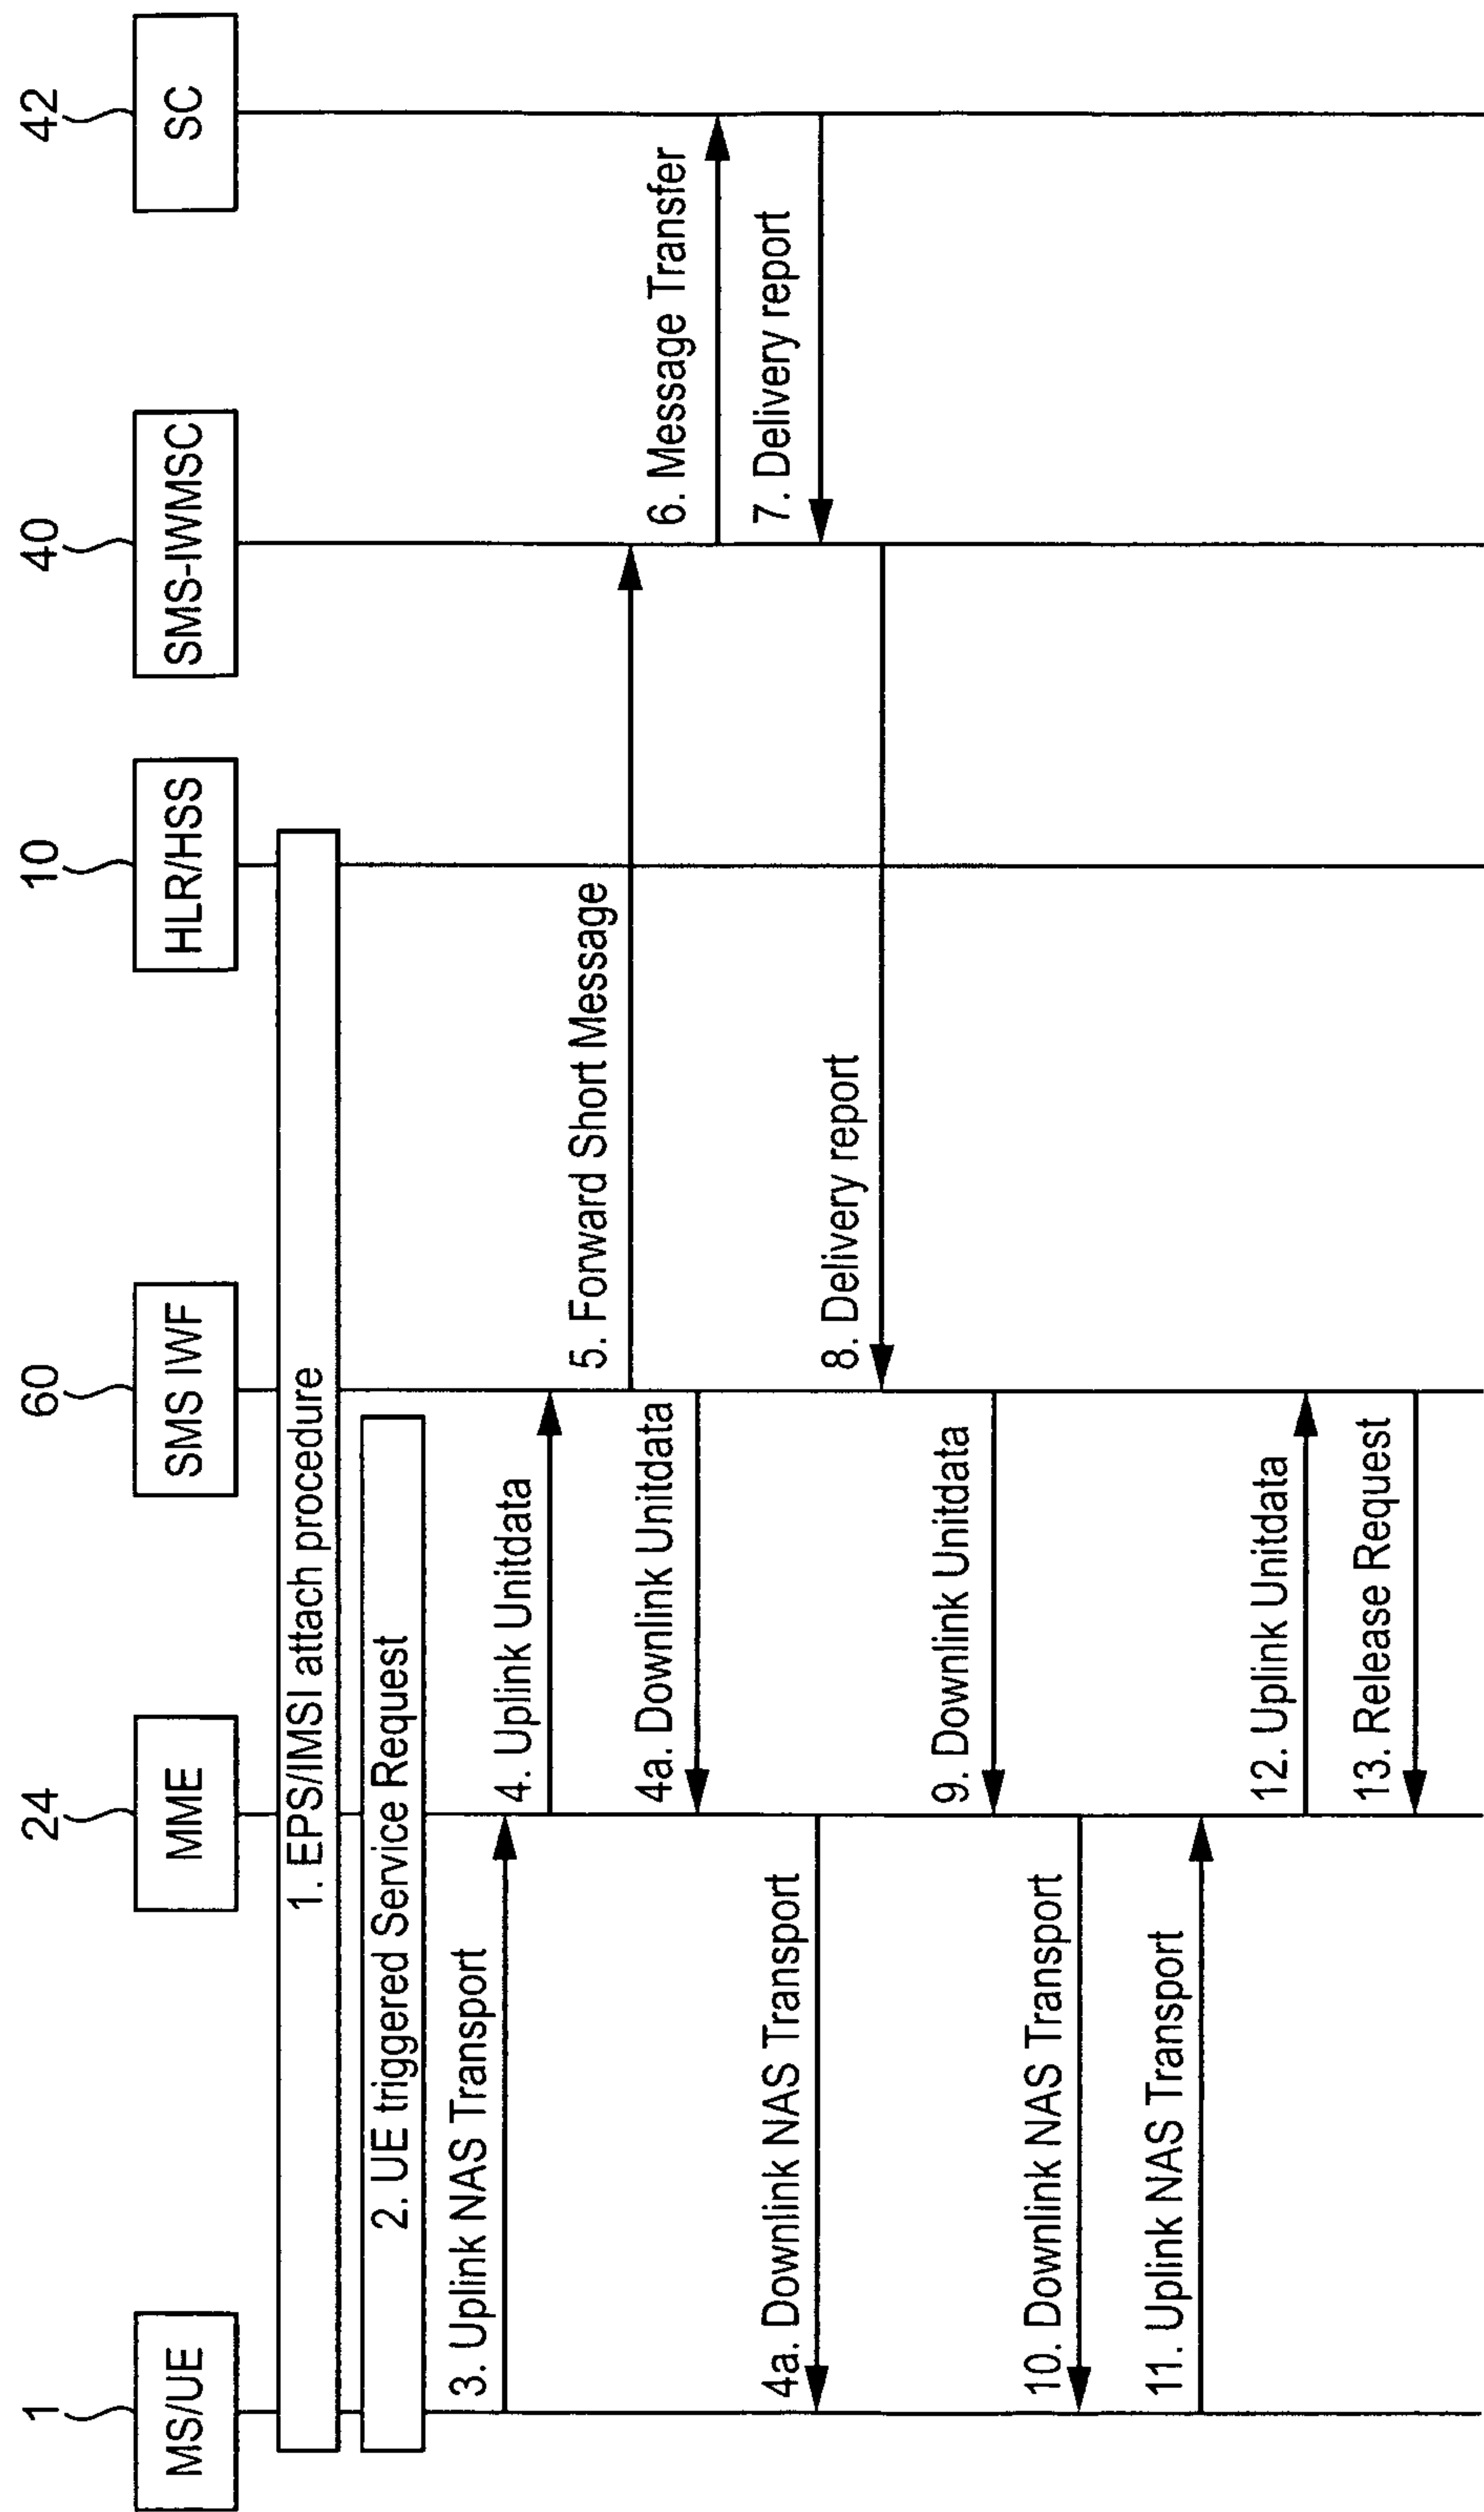 1
24
60
10
40
42
MS/UE
MME
SMS IWF
HLR/HSS
SMS-IWMSC
SC
1. EPS/IMSI attach procedure
2. UE triggered Service Request
3. Uplink NAS Transport
4. Uplink Unitdata
5. Forward Short Message
4a. Downlink Unitdata
6. Message Transfer
7. Delivery report
4a. Downlink NAS Transport
8. Delivery report
9. Downlink Unitdata
10. Downlink NAS Transport
11. Uplink NAS Transport
12. Uplink Unitdata
13. Release Request